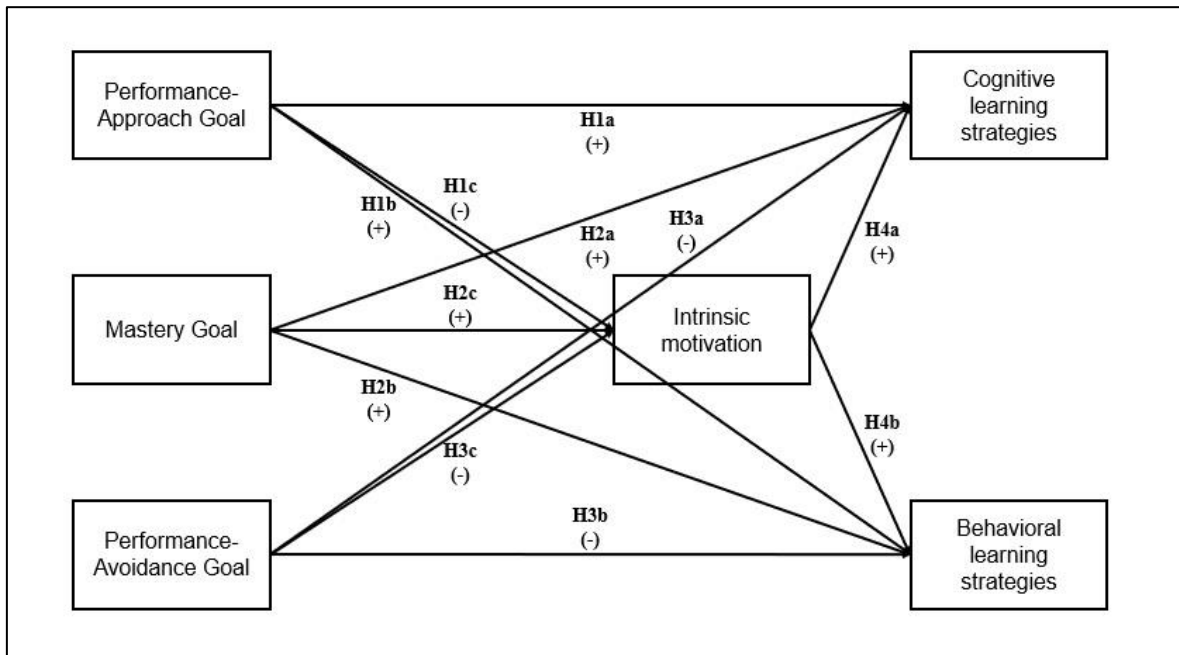 Performance-
Approach Goal
Cognitive
learning
strategies
H1a
(+)
H1c
(-)
H1b
(+)
H2a
(+)
H3a
(-)
H4a
(+)
Mastery Goal
H2c
(+)
Intrinsic
motivation
H2b
(+)
H3c
(-)
H4b
(+)
Performance-
Avoidance Goal
H3b
(-)
Behavioral
learning
strategies